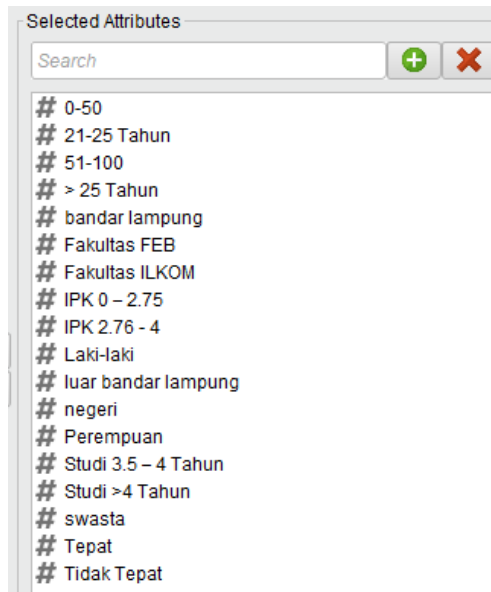 Selected Attributes
Search
# 0-50
# 21-25 Tahun
# 51-100
# > 25 Tahun
# bandar lampung
# Fakultas FEB
# Fakultas ILKOM
# IPK 0 – 2.75
# IPK 2.76 - 4
# Laki-laki
# luar bandar lampung
# negeri
# Perempuan
# Studi 3.5 – 4 Tahun
# Studi >4 Tahun
# swasta
# Tepat
# Tidak Tepat